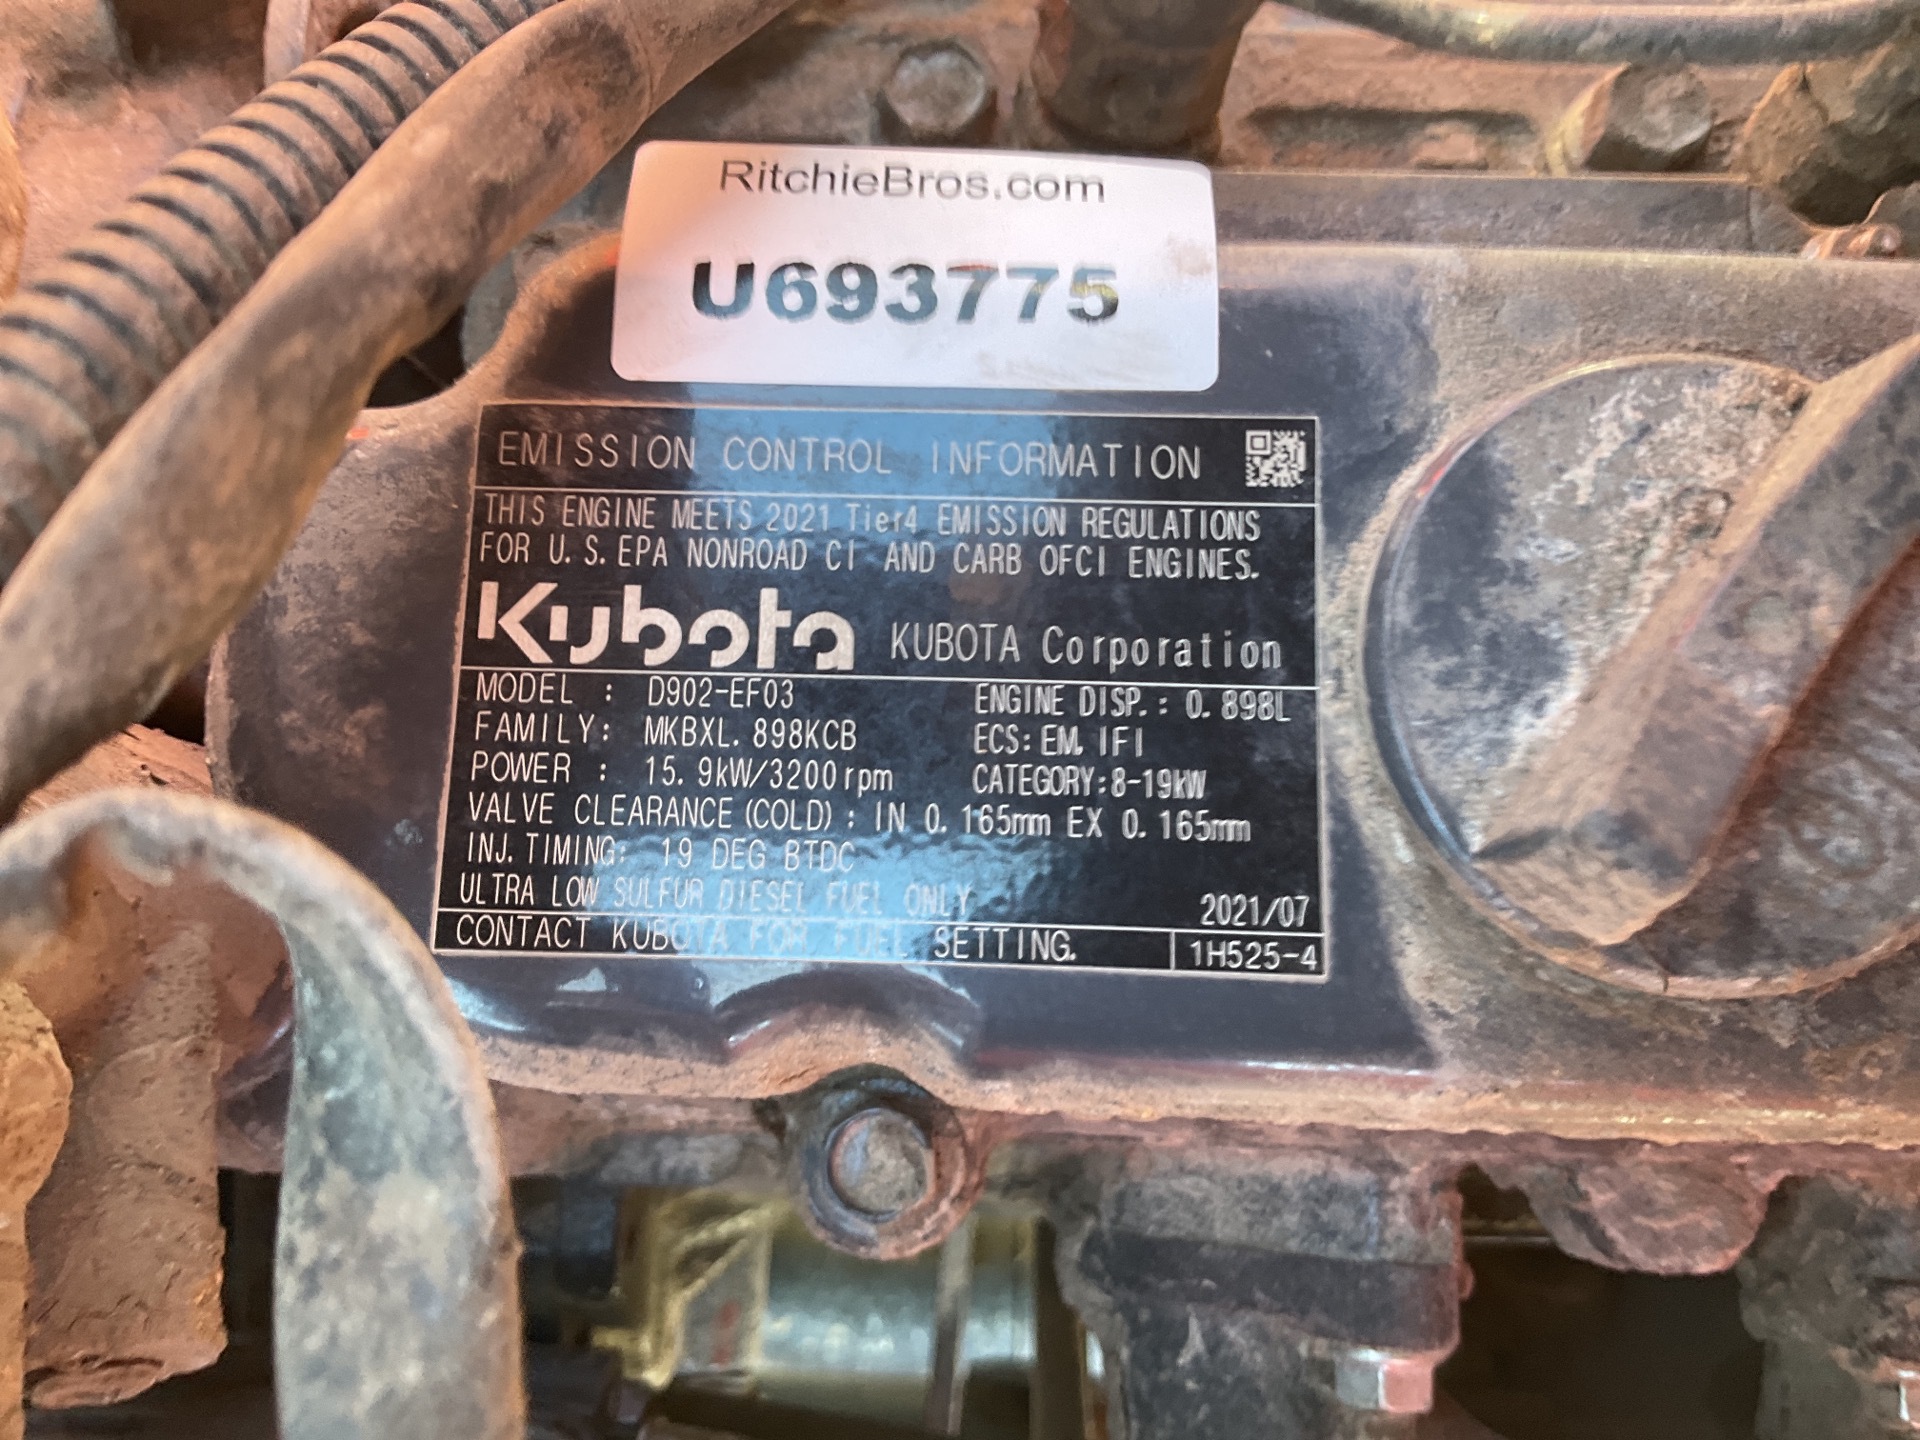 RitchieBros.com
U693775
EMISSION CONTROL INFORMATION
THIS ENGINE MEETS 2021 Tier4 EMISSION REGULATIONS
FOR U.S.EPA NONROAD CI AND CARB OFCI ENGINES.
Kubota KUBOTA Corporation
MODEL : D902-EF03 ENGINE DISP.: 0.898L
FAMILY: MKBXL.898KCB ECS: EM, IFI
POWER : 15.9kW/3200rpm CATEGORY:8-19kW
VALVE CLEARANCE(COLD): IN 0.165mm EX 0.165mm
INJ.TIMING: 19 DEG BTDC
ULTRA LOW SULFUR DIESEL FUEL ONLY 2021/07
CONTACT KUBOTA FOR FUEL SETTING. 1H525-4